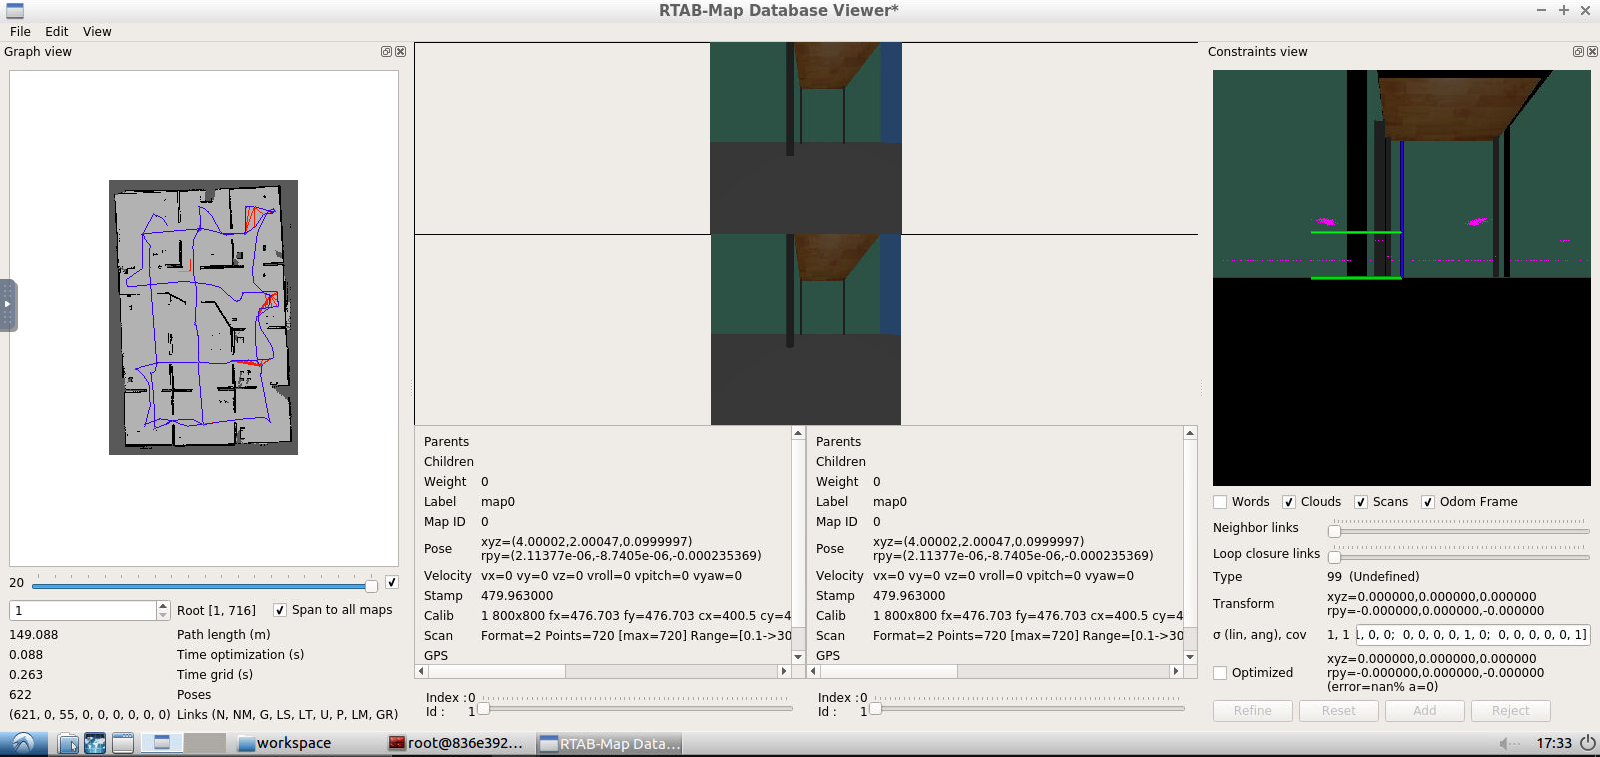 RTAB-Map Database Viewer*
File Edit View
Graph view
20
1
Root [1, 716]
Span to all maps
149.088 Path length (m)
0.088 Time optimization (s)
0.263 Time grid (s)
622 Poses
(621, 0, 55, 0, 0, 0, 0, 0, 0) Links (N, NM, G, LS, LT, U, P, LM, GR)
Parents
Children
Weight 0
Label map0
Map ID 0
Pose xyz=(4.00002,2.00047,0.0999997)
rpy=(2.11377e-06,-8.7405e-06,-0.000235369)
Velocity vx=0 vy=0 vz=0 vroll=0 vpitch=0 vyaw=0
Stamp 479.963000
Calib 1 800x800 fx=476.703 fy=476.703 cx=400.5 cy=4
Scan Format=2 Points=720 [max=720] Range=[0.1->30
GPS
Index :0
Id : 1
Parents
Children
Weight 0
Label map0
Map ID 0
Pose xyz=(4.00002,2.00047,0.0999997)
rpy=(2.11377e-06,-8.7405e-06,-0.000235369)
Velocity vx=0 vy=0 vz=0 vroll=0 vpitch=0 vyaw=0
Stamp 479.963000
Calib 1 800x800 fx=476.703 fy=476.703 cx=400.5 cy=4
Scan Format=2 Points=720 [max=720] Range=[0.1->30
GPS
Index :0
Id : 1
Constraints view
Words Clouds Scans Odom Frame
Neighbor links
Loop closure links
Type 99 (Undefined)
Transform xyz=0.000000,0.000000,0.000000
rpy=-0.000000,0.000000,-0.000000
σ (lin, ang), cov 1, 1 1, 0, 0; 0, 0, 0, 0, 1, 0; 0, 0, 0, 0, 0, 1]
Optimized xyz=0.000000,0.000000,0.000000
rpy=-0.000000,0.000000,-0.000000
(error=nan% a=0)
Refine Reset Add Reject
workspace
root@836e392...
RTAB-Map Data...
17:33